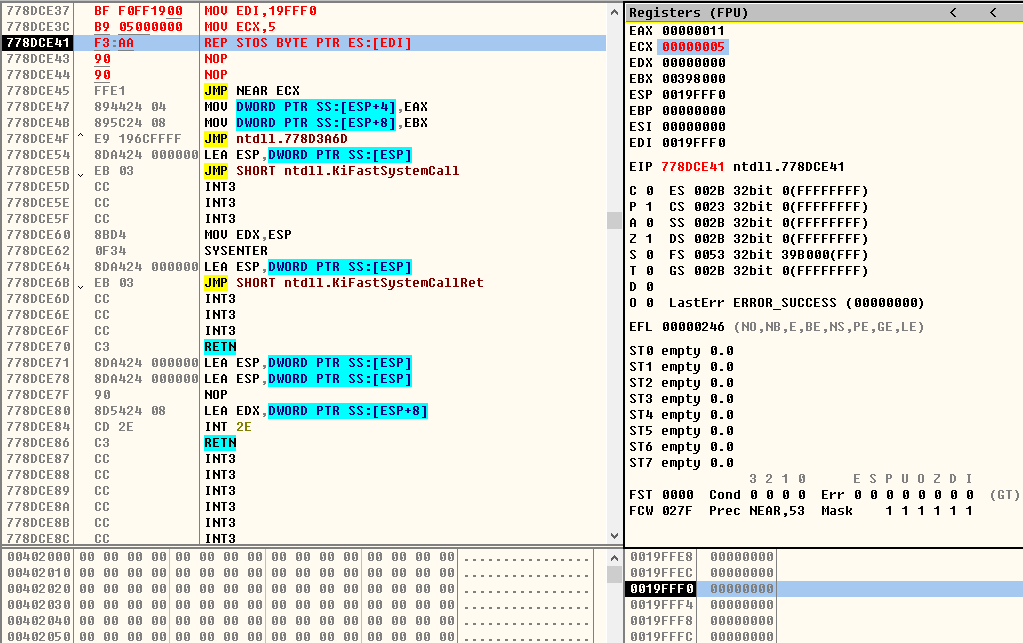 778DCE37 BF F0FF1900 MOV EDI,19FFF0
778DCE3C B9 05000000 MOV ECX,5
778DCE41 F3:AA REP STOS BYTE PTR ES:[EDI]
778DCE43 90 NOP
778DCE44 90 NOP
778DCE45 FFE1 JMP NEAR ECX
778DCE47 894424 04 MOV DWORD PTR SS:[ESP+4],EAX
778DCE4B 895C24 08 MOV DWORD PTR SS:[ESP+8],EBX
778DCE4F ^ E9 196CFFFF JMP ntdll.778D3A6D
778DCE54 8DA424 000000 LEA ESP,DWORD PTR SS:[ESP]
778DCE5B ⌄ EB 03 JMP SHORT ntdll.KiFastSystemCall
778DCE5D CC INT3
778DCE5E CC INT3
778DCE5F CC INT3
778DCE60 8BD4 MOV EDX,ESP
778DCE62 0F34 SYSENTER
778DCE64 8DA424 000000 LEA ESP,DWORD PTR SS:[ESP]
778DCE6B ⌄ EB 03 JMP SHORT ntdll.KiFastSystemCallRet
778DCE6D CC INT3
778DCE6E CC INT3
778DCE6F CC INT3
778DCE70 C3 RETN
778DCE71 8DA424 000000 LEA ESP,DWORD PTR SS:[ESP]
778DCE78 8DA424 000000 LEA ESP,DWORD PTR SS:[ESP]
778DCE7F 90 NOP
778DCE80 8D5424 08 LEA EDX,DWORD PTR SS:[ESP+8]
778DCE84 CD 2E INT 2E
778DCE86 C3 RETN
778DCE87 CC INT3
778DCE88 CC INT3
778DCE89 CC INT3
778DCE8A CC INT3
778DCE8B CC INT3
778DCE8C CC INT3
Registers (FPU) < <
EAX 00000011
ECX 00000005
EDX 00000000
EBX 00398000
ESP 0019FFF0
EBP 00000000
ESI 00000000
EDI 0019FFF0
EIP 778DCE41 ntdll.778DCE41
C 0 ES 002B 32bit 0(FFFFFFFF)
P 1 CS 0023 32bit 0(FFFFFFFF)
A 0 SS 002B 32bit 0(FFFFFFFF)
Z 1 DS 002B 32bit 0(FFFFFFFF)
S 0 FS 0053 32bit 39B000(FFF)
T 0 GS 002B 32bit 0(FFFFFFFF)
D 0
O 0 LastErr ERROR_SUCCESS (00000000)
EFL 00000246 (NO,NB,E,BE,NS,PE,GE,LE)
ST0 empty 0.0
ST1 empty 0.0
ST2 empty 0.0
ST3 empty 0.0
ST4 empty 0.0
ST5 empty 0.0
ST6 empty 0.0
ST7 empty 0.0
3 2 1 0 E S P U O Z D I
FST 0000 Cond 0 0 0 0 Err 0 0 0 0 0 0 0 0 (GT)
FCW 027F Prec NEAR,53 Mask 1 1 1 1 1 1
00402000 00 00 00 00 00 00 00 00 00 00 00 00 00 00 00 00 ................
00402010 00 00 00 00 00 00 00 00 00 00 00 00 00 00 00 00 ................
00402020 00 00 00 00 00 00 00 00 00 00 00 00 00 00 00 00 ................
00402030 00 00 00 00 00 00 00 00 00 00 00 00 00 00 00 00 ................
00402040 00 00 00 00 00 00 00 00 00 00 00 00 00 00 00 00 ................
00402050 00 00 00 00 00 00 00 00 00 00 00 00 00 00 00 00 ................
0019FFE8 00000000
0019FFEC 00000000
0019FFF0 00000000
0019FFF4 00000000
0019FFF8 00000000
0019FFFC 00000000